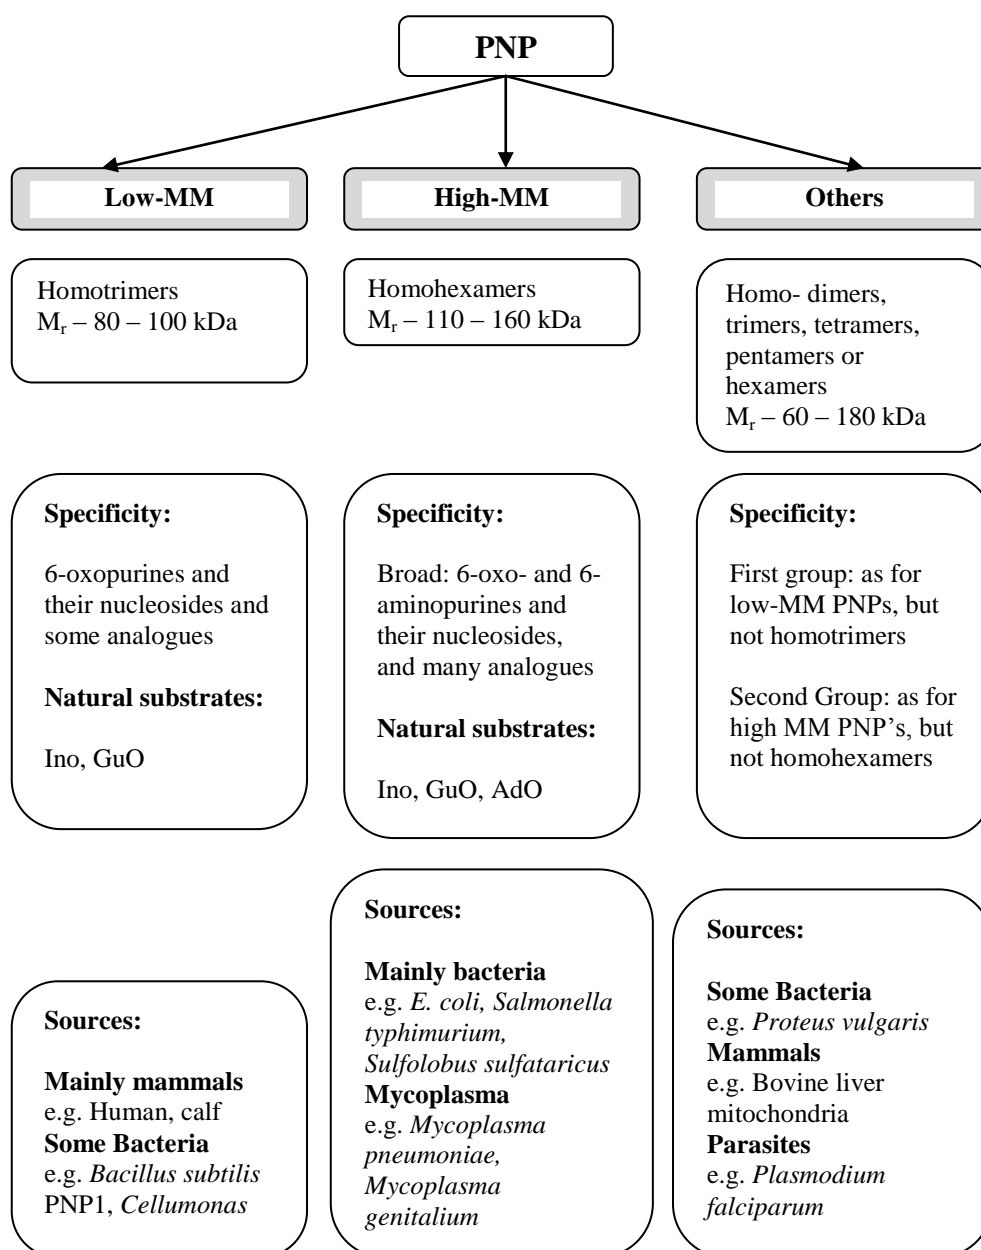 PNP
Low-MM
High-MM
Others
Homotrimers
Mr – 80 – 100 kDa
Homohexamers
Mr – 110 – 160 kDa
Homo- dimers,
trimers, tetramers,
pentamers or
hexamers
Mr – 60 – 180 kDa
Specificity:
6-oxopurines and
their nucleosides and
some analogues
Natural substrates:
Ino, GuO
Specificity:
Broad: 6-oxo- and 6-
aminopurines and
their nucleosides,
and many analogues
Natural substrates:
Ino, GuO, AdO
Specificity:
First group: as for
low-MM PNPs, but
not homotrimers
Second Group: as for
high MM PNP’s, but
not homohexamers
Sources:
Mainly mammals
e.g. Human, calf
Some Bacteria
e.g. Bacillus subtilis
PNP1, Cellumonas
Sources:
Mainly bacteria
e.g. E. coli, Salmonella
typhimurium,
Sulfolobus sulfataricus
Mycoplasma
e.g. Mycoplasma
pneumoniae,
Mycoplasma
genitalium
Sources:
Some Bacteria
e.g. Proteus vulgaris
Mammals
e.g. Bovine liver
mitochondria
Parasites
e.g. Plasmodium
falciparum